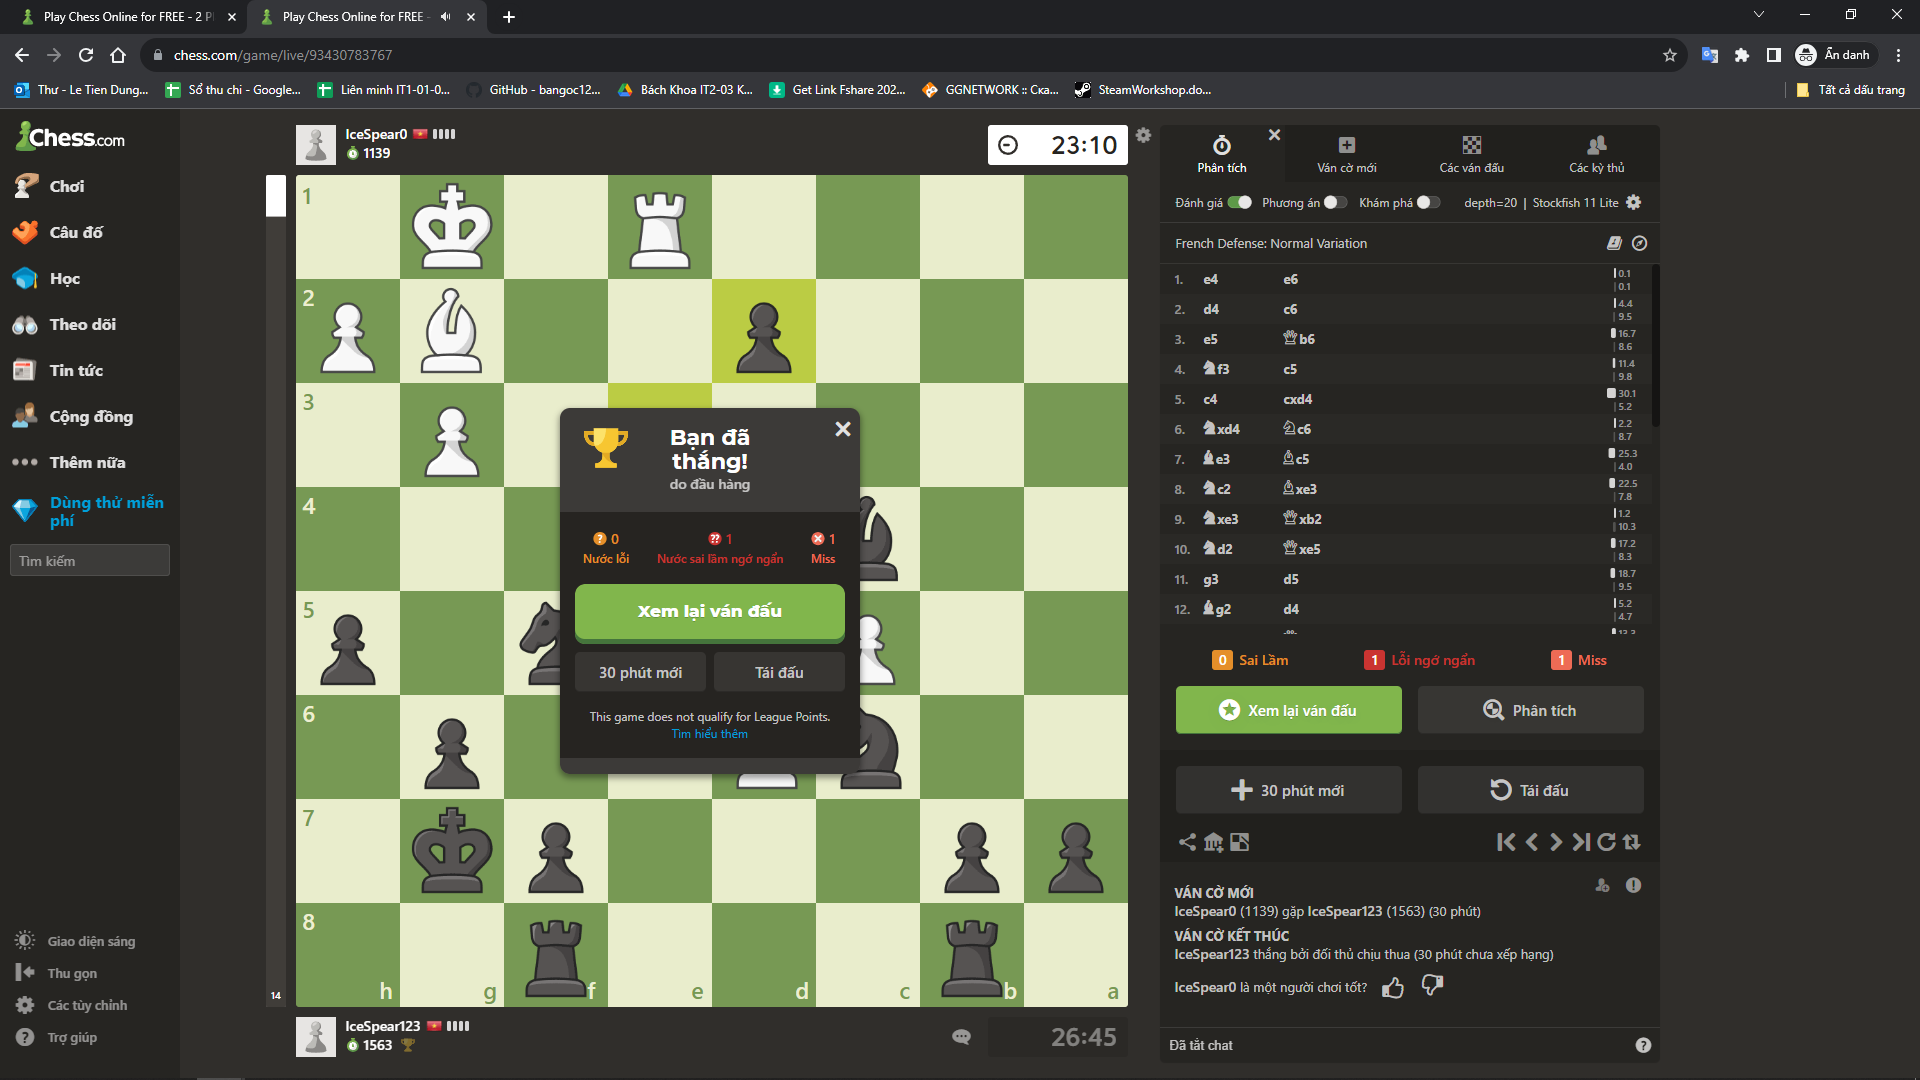 Play Chess Online for FREE - 2 P
Play Chess Online for FREE -
chess.com/game/live/93430783767
Ẩn danh
Thư - Le Tien Dung...
Sổ thu chi - Google...
Liên minh IT1-01-0...
GitHub - bangoc12...
Bách Khoa IT2-03 K...
Get Link Fshare 202...
GGNETWORK :: Ска...
SteamWorkshop.do...
Tất cả dấu trang
Chess.com
Chơi
Câu đố
Học
Theo dõi
Tin tức
Cộng đồng
Thêm nữa
Dùng thử miễn
phí
Tìm kiếm
Giao diện sáng
Thu gọn
Các tùy chỉnh
Trợ giúp
IceSpear0
1139
23:10
1
2
3
4
5
6
7
8
h
g
f
e
d
c
b
a
14
Bạn đã
thắng!
do đầu hàng
0
Nước lỗi
1
Nước sai lầm ngớ ngẩn
1
Miss
Xem lại ván đấu
30 phút mới
Tái đấu
This game does not qualify for League Points.
Tìm hiểu thêm
IceSpear123
1563
26:45
Phân tích
Ván cờ mới
Các ván đấu
Các kỳ thủ
Đánh giá
Phương án
Khám phá
depth=20 | Stockfish 11 Lite
French Defense: Normal Variation
1. e4 e6 0.1 0.1
2. d4 c6 4.4 9.5
3. e5 b6 16.7 8.6
4. f3 c5 11.4 9.8
5. c4 cxd4 30.1 5.2
6. xd4 c6 2.2 8.7
7. e3 c5 25.3 4.0
8. c2 xe3 22.5 7.8
9. xe3 xb2 1.2 10.3
10. d2 xe5 17.2 8.3
11. g3 d5 18.7 9.5
12. g2 d4 5.2 4.7
0 Sai Lầm
1 Lỗi ngớ ngẩn
1 Miss
Xem lại ván đấu
Phân tích
30 phút mới
Tái đấu
VÁN CỜ MỚI
IceSpear0 (1139) gặp IceSpear123 (1563) (30 phút)
VÁN CỜ KẾT THÚC
IceSpear123 thắng bởi đối thủ chịu thua (30 phút chưa xếp hạng)
IceSpear0 là một người chơi tốt?
Đã tắt chat